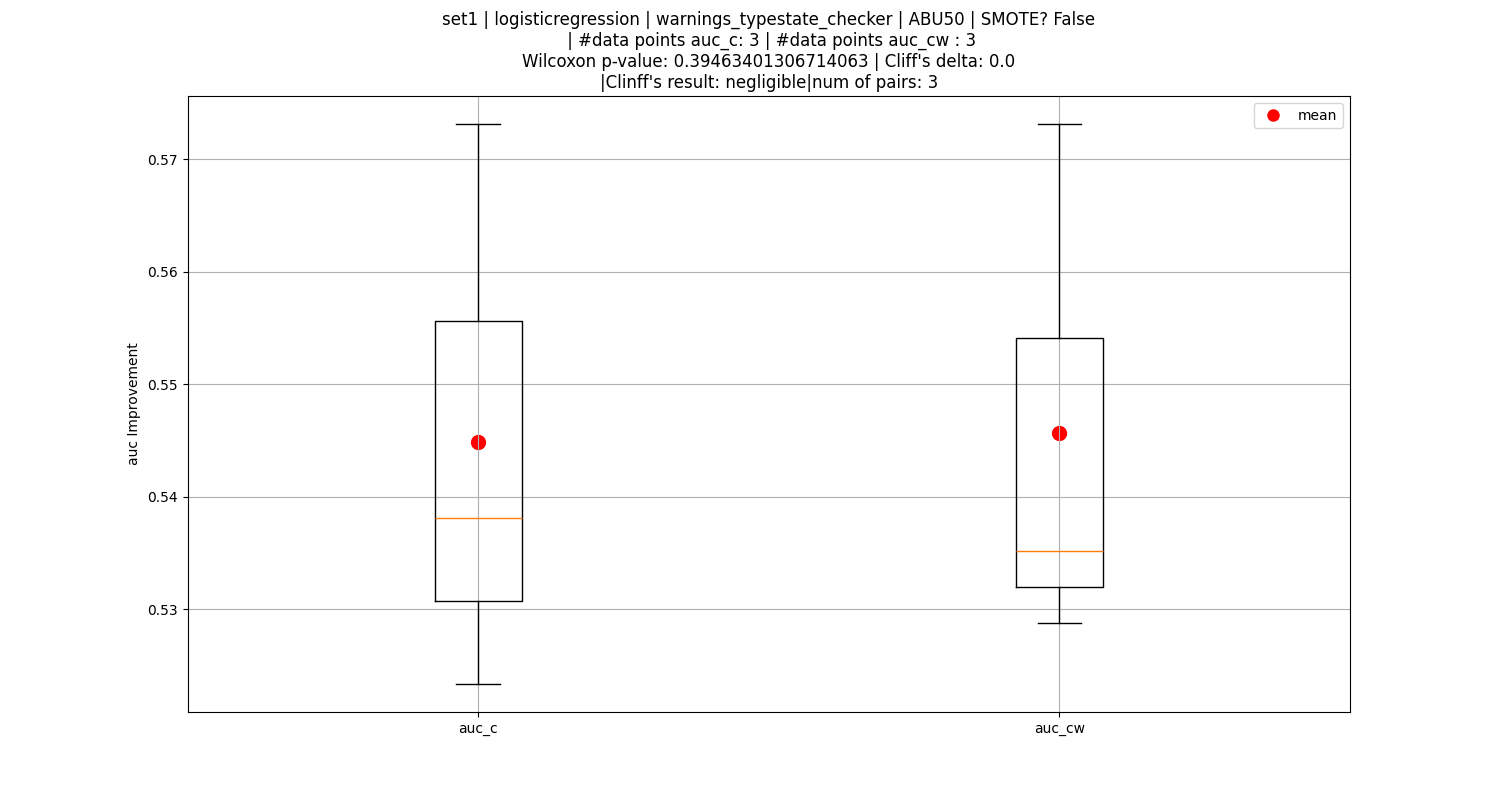 set1 | logisticregression | warnings_typestate_checker | ABU50 | SMOTE? False
| #data points auc_c: 3 | #data points auc_cw : 3
Wilcoxon p-value: 0.39463401306714063 | Cliff's delta: 0.0
|Clinff's result: negligible|num of pairs: 3
mean
0.57
0.56
0.55
0.54
0.53
auc Improvement
auc_c
auc_cw